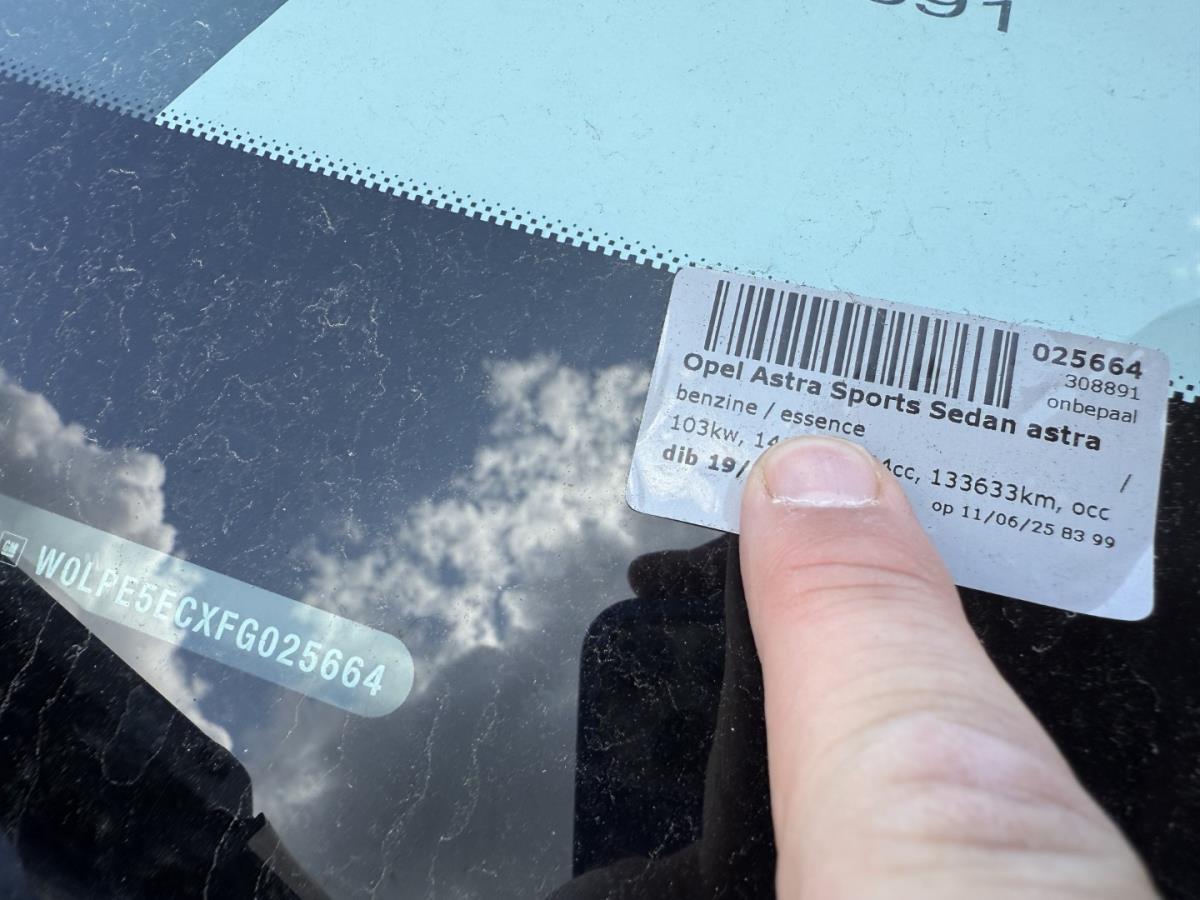 025664
308891
onbepaal
Opel Astra Sports Sedan astra
benzine / essence /
103kw, 14 4cc, 133633km, occ
dib 19/ op 11/06/25 83 99
GM W0LPE5ECXFG025664